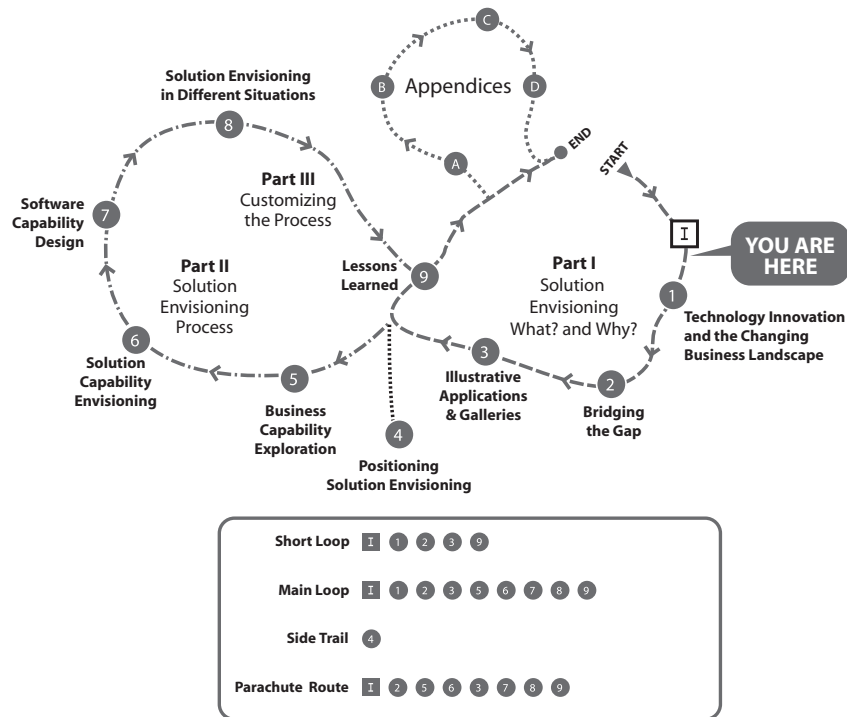 C
B
Appendices
D
A
END
START
I
YOU ARE
HERE
Solution Envisioning
in Different Situations
8
Part III
Customizing
the Process
Software
Capability
Design
7
Part II
Solution
Envisioning
Process
Lessons
Learned
9
Part I
Solution
Envisioning
What? and Why?
1
Technology Innovation
and the Changing
Business Landscape
6
Solution
Capability
Envisioning
5
Business
Capability
Exploration
3
Illustrative
Applications
& Galleries
2
Bridging
the Gap
4
Positioning
Solution Envisioning
Short Loop I 1 2 3 9
Main Loop I 1 2 3 5 6 7 8 9
Side Trail 4
Parachute Route I 2 5 6 3 7 8 9